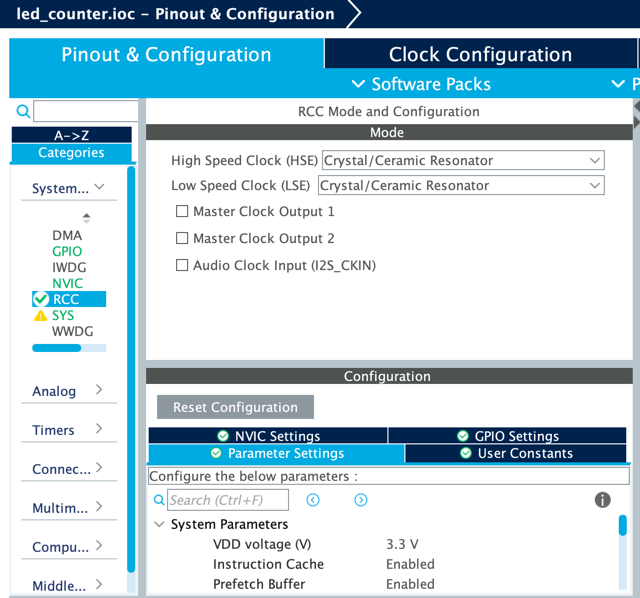 led_counter.ioc - Pinout & Configuration
Pinout & Configuration
Clock Configuration
Software Packs
P
RCC Mode and Configuration
Mode
A->Z
Categories
System...
DMA
GPIO
IWDG
NVIC
RCC
SYS
WWDG
Analog
Timers
Connec...
Multim...
Compu...
Middle...
High Speed Clock (HSE) Crystal/Ceramic Resonator
Low Speed Clock (LSE) Crystal/Ceramic Resonator
Master Clock Output 1
Master Clock Output 2
Audio Clock Input (I2S_CKIN)
Configuration
Reset Configuration
NVIC Settings
GPIO Settings
Parameter Settings
User Constants
Configure the below parameters :
Search (Ctrl+F)
System Parameters
VDD voltage (V) 3.3 V
Instruction Cache Enabled
Prefetch Buffer Enabled